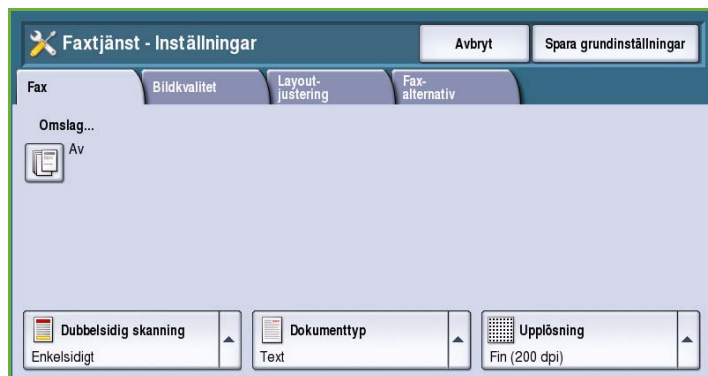 Faxtjänst - Inställningar
Avbryt
Spara grundinställningar
Fax
Bildkvalitet
Layout-
justering
Fax-
alternativ
Omslag...
Av
Dubbelsidig skanning
Enkelsidigt
Dokumenttyp
Text
Upplösning
Fin (200 dpi)